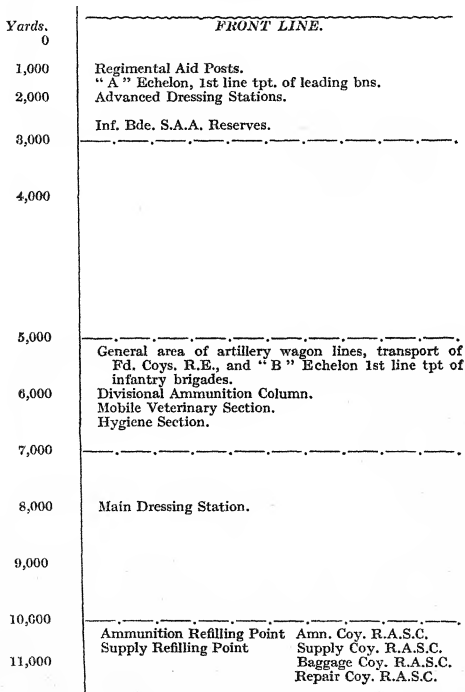 Yards.
FRONT LINE.
0
1,000 Regimental Aid Posts.
“ A ” Echelon, 1st line tpt. of leading bns.
2,000 Advanced Dressing Stations.
Inf. Bde. S.A.A. Reserves.
3,000
4,000
5,000
General area of artillery wagon lines, transport of
Fd. Coys. R.E., and “ B ” Echelon 1st line tpt of
infantry brigades.
6,000 Divisional Ammunition Column.
Mobile Veterinary Section.
Hygiene Section.
7,000
8,000 Main Dressing Station.
9,000
10,000
Ammunition Refilling Point Amn. Coy. R.A.S.C.
Supply Refilling Point Supply Coy. R.A.S.C.
11,000 Baggage Coy. R.A.S.C.
Repair Coy. R.A.S.C.